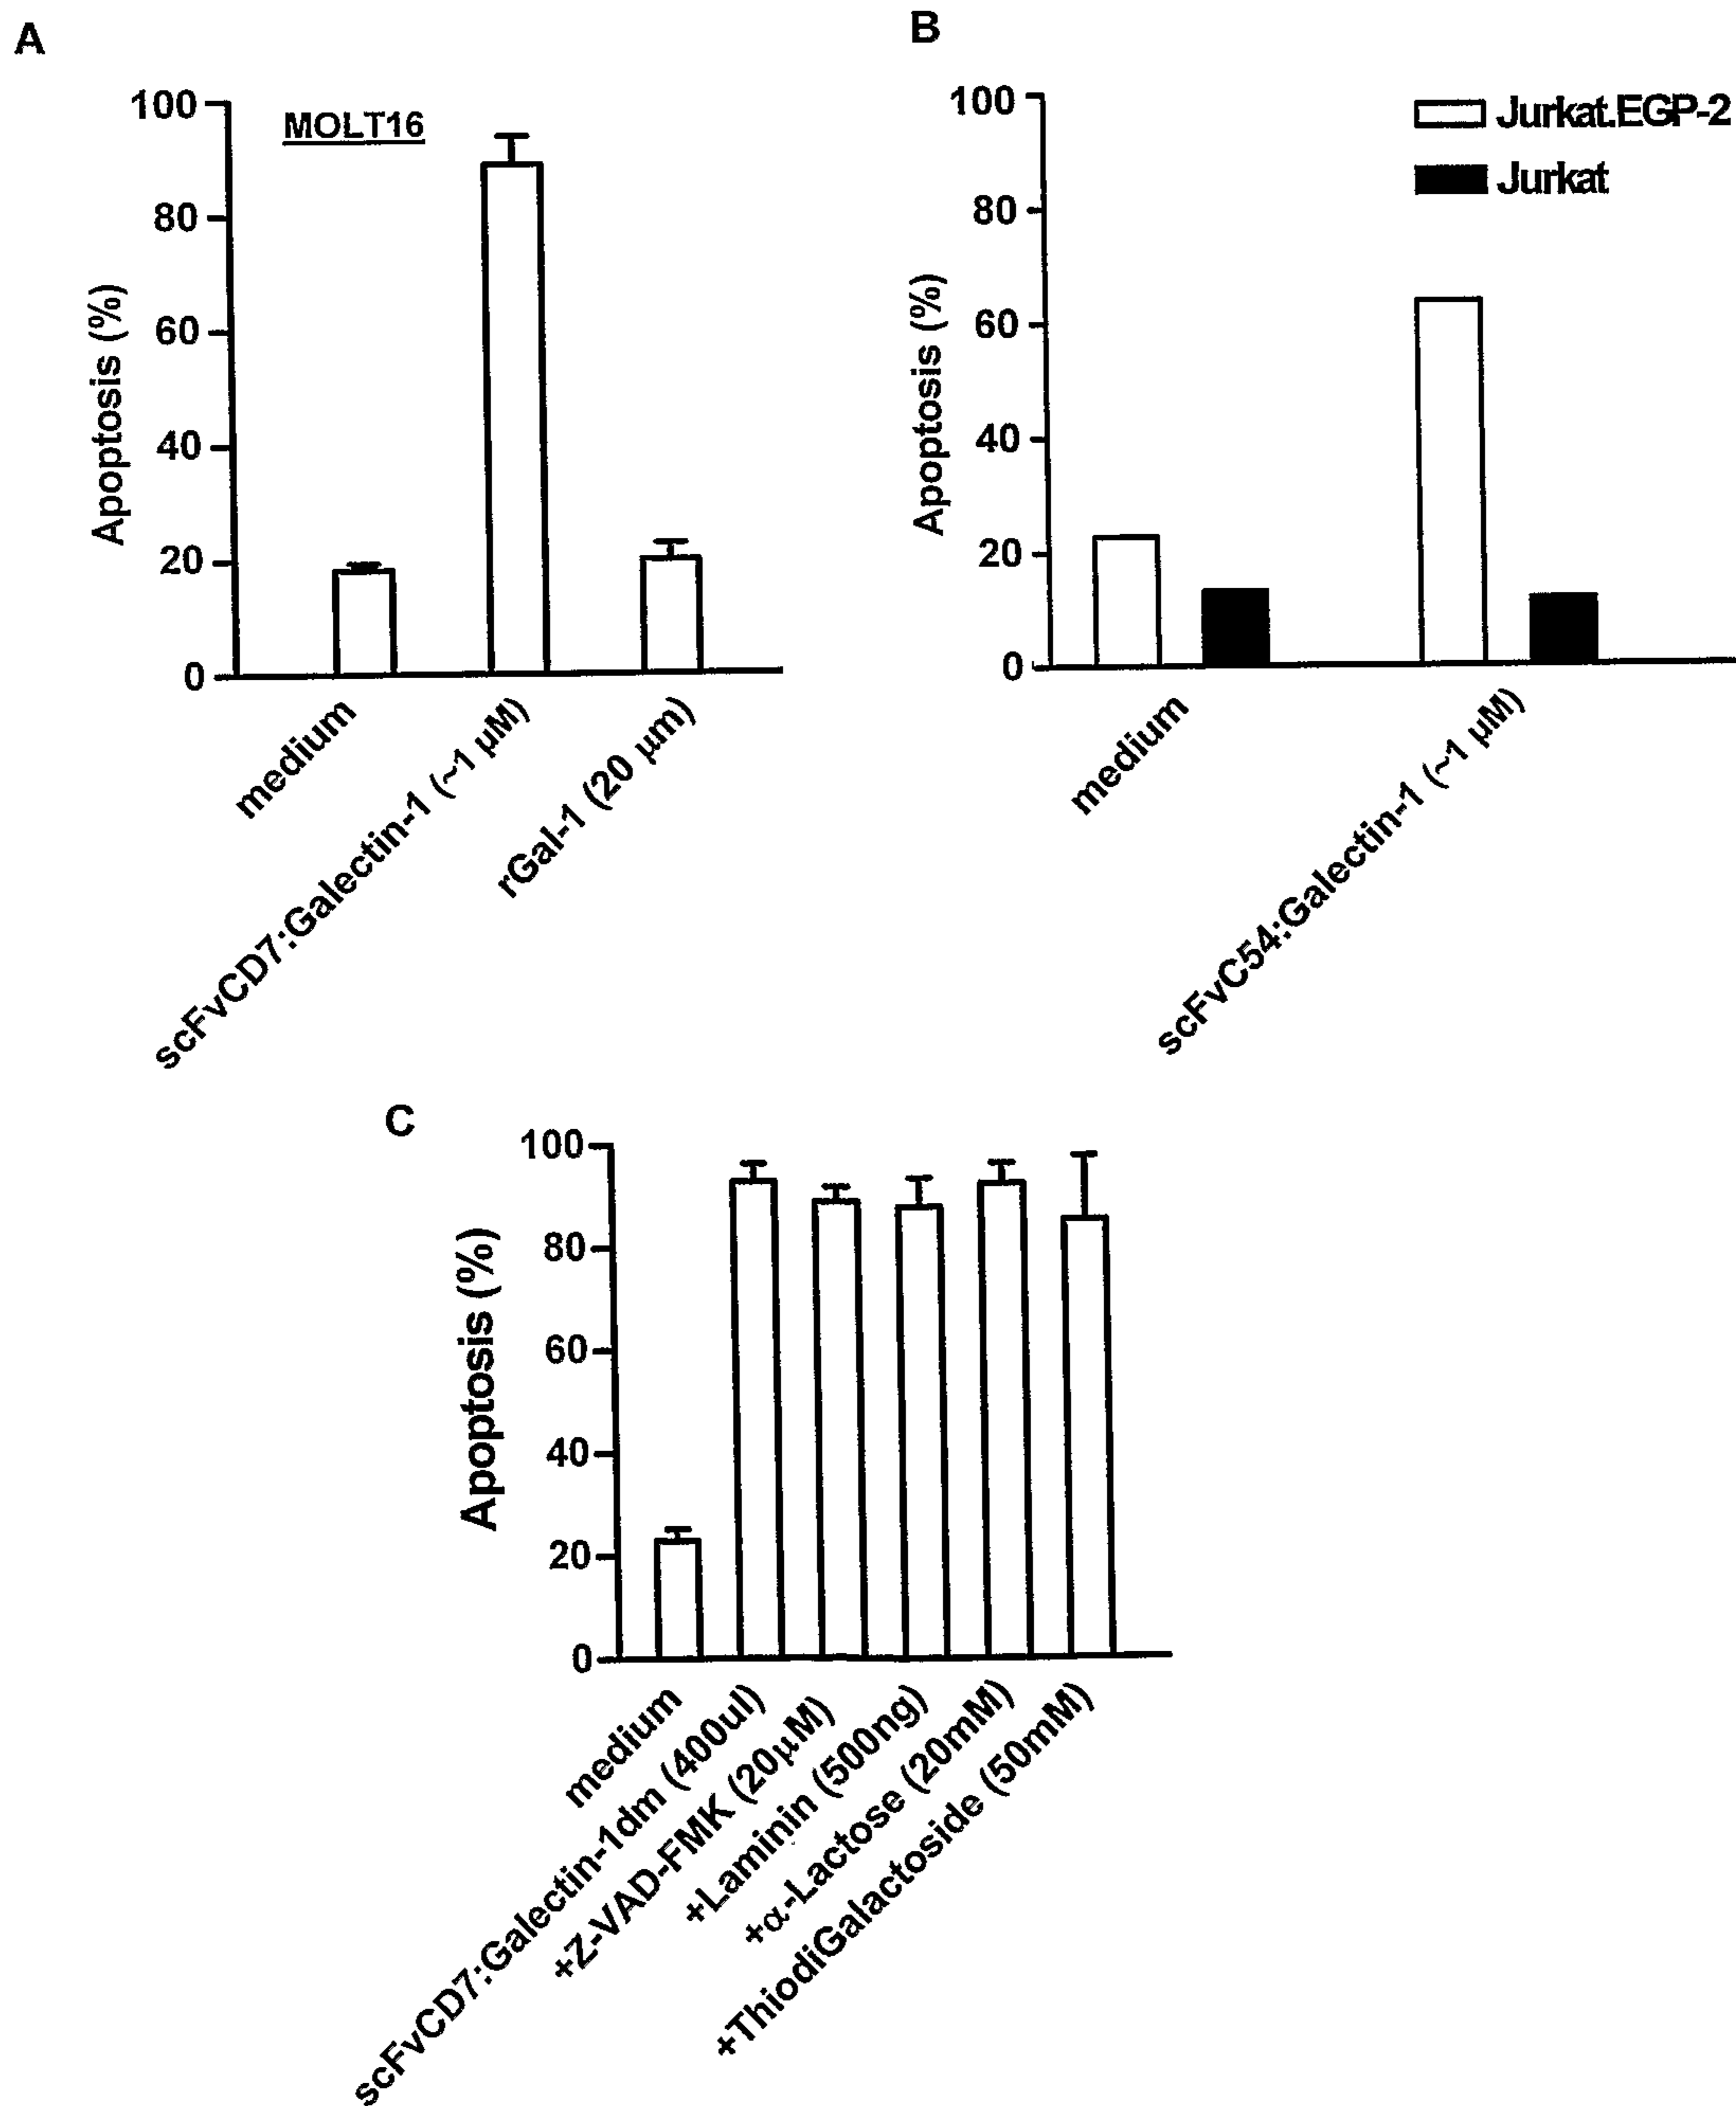 A
MOLT16
Apoptosis (%)
100
80
60
40
20
0
medium
scFvCD7:Galectin-1 (~1 µM)
rGal-1 (20 µm)
B
Jurkat.EGP-2
Jurkat
Apoptosis (%)
100
80
60
40
20
0
medium
scFvC54:Galectin-1 (~1 µM)
C
Apoptosis (%)
100
80
60
40
20
0
medium
scFvCD7:Galectin-1dm (400ul)
+Z-VAD-FMK (20µM)
+Laminin (500ng)
+α-Lactose (20mM)
+ThiodiGalactoside (50mM)